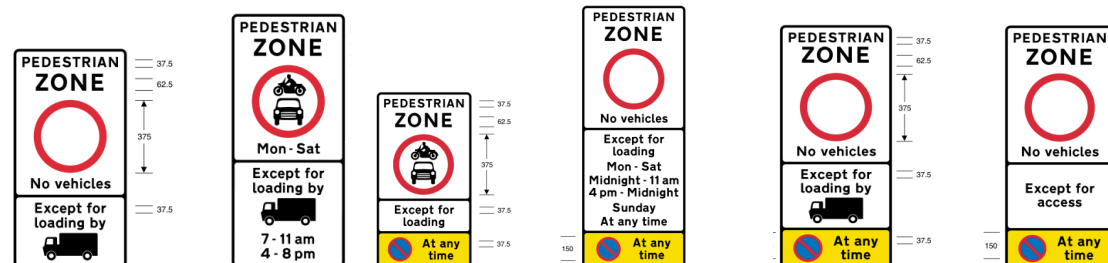 PEDESTRIAN
ZONE
No vehicles
Except for
loading by
37.5
62.5
375
37.5
PEDESTRIAN
ZONE
Mon - Sat
Except for
loading by
7 - 11 am
4 - 8 pm
PEDESTRIAN
ZONE
Except for
loading
At any
time
37.5
62.5
375
37.5
37.5
PEDESTRIAN
ZONE
No vehicles
Except for
loading
Mon - Sat
Midnight - 11 am
4 pm - Midnight
Sunday
At any time
At any
time
150
PEDESTRIAN
ZONE
No vehicles
Except for
loading by
At any
time
37.5
62.5
375
37.5
37.5
PEDESTRIAN
ZONE
No vehicles
Except for
access
At any
time
150